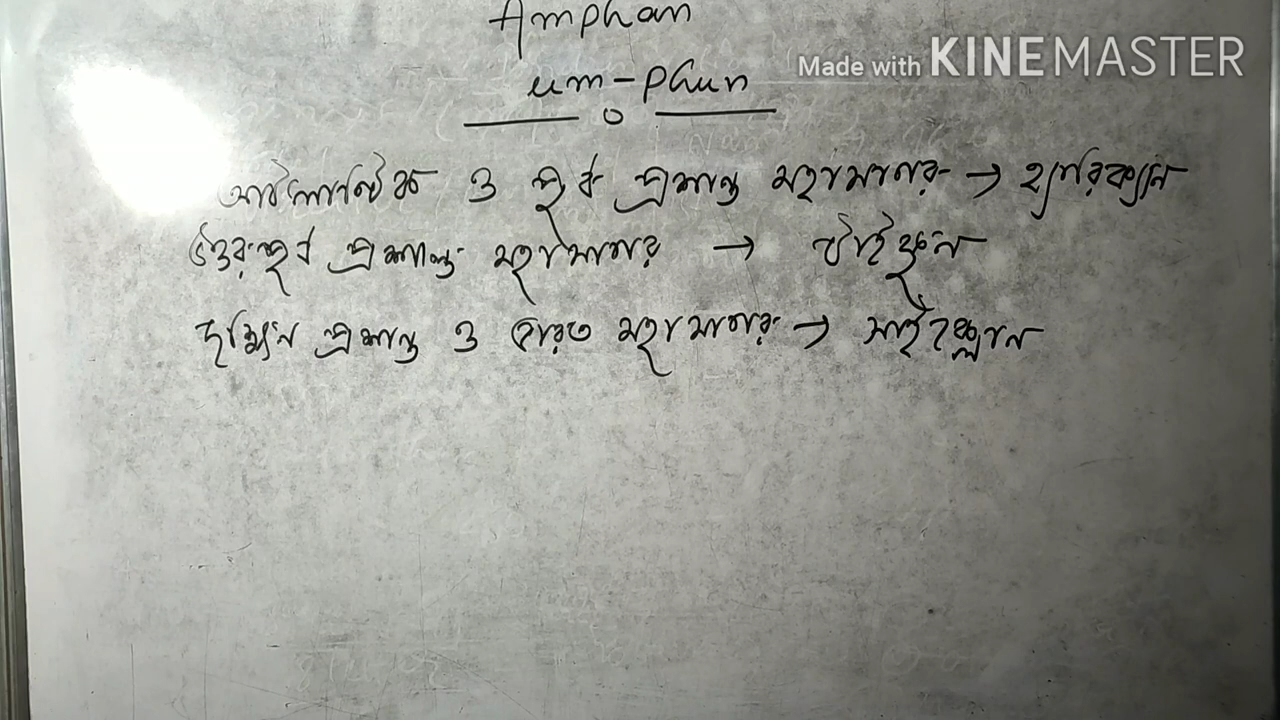 Amphan
Made with KINEMASTER
um-phun
আটলান্টিক ও পূর্ব প্রশান্ত মহাসাগর → হ্যারিক্যান
উত্তর-পূর্ব প্রশান্ত মহাসাগর → টাইফুন
দক্ষিন প্রশান্ত ও ভারত মহাসাগর → সাইক্লোন